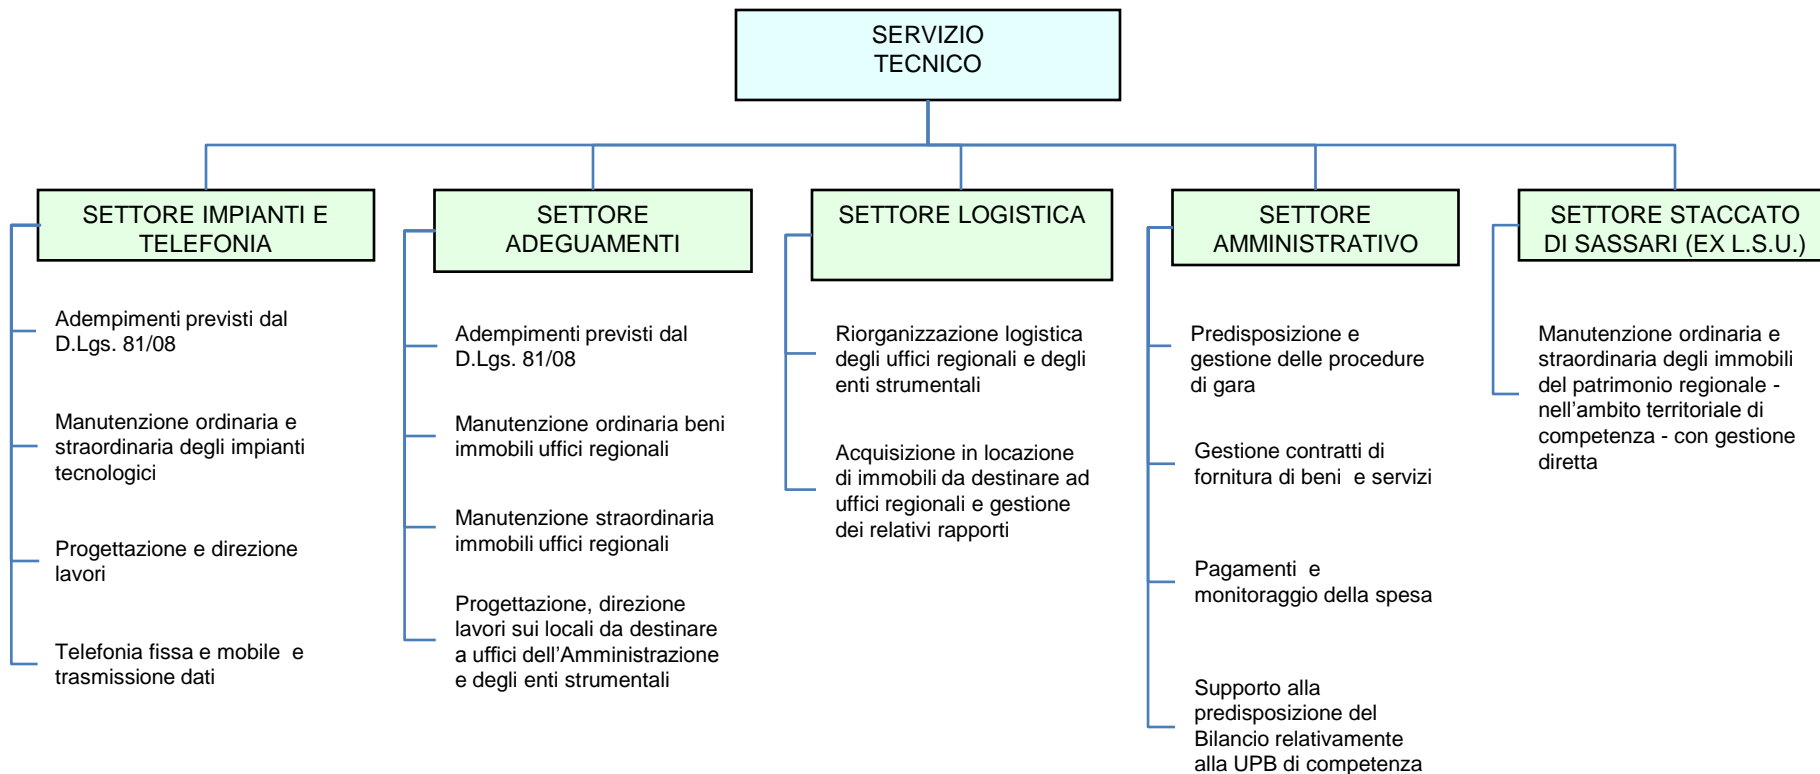 SERVIZIO
TECNICO
SETTORE IMPIANTI E
TELEFONIA
Adempimenti previsti dal
D.Lgs. 81/08
Manutenzione ordinaria e
straordinaria degli impianti
tecnologici
Progettazione e direzione
lavori
Telefonia fissa e mobile e
trasmissione dati
SETTORE
ADEGUAMENTI
Adempimenti previsti dal
D.Lgs. 81/08
Manutenzione ordinaria beni
immobili uffici regionali
Manutenzione straordinaria
immobili uffici regionali
Progettazione, direzione
lavori sui locali da destinare
a uffici dell’Amministrazione
e degli enti strumentali
SETTORE LOGISTICA
Riorganizzazione logistica
degli uffici regionali e degli
enti strumentali
Acquisizione in locazione
di immobili da destinare ad
uffici regionali e gestione
dei relativi rapporti
SETTORE
AMMINISTRATIVO
Predisposizione e
gestione delle procedure
di gara
Gestione contratti di
fornitura di beni e servizi
Pagamenti e
monitoraggio della spesa
Supporto alla
predisposizione del
Bilancio relativamente
alla UPB di competenza
SETTORE STACCATO
DI SASSARI (EX L.S.U.)
Manutenzione ordinaria e
straordinaria degli immobili
del patrimonio regionale -
nell’ambito territoriale di
competenza - con gestione
diretta